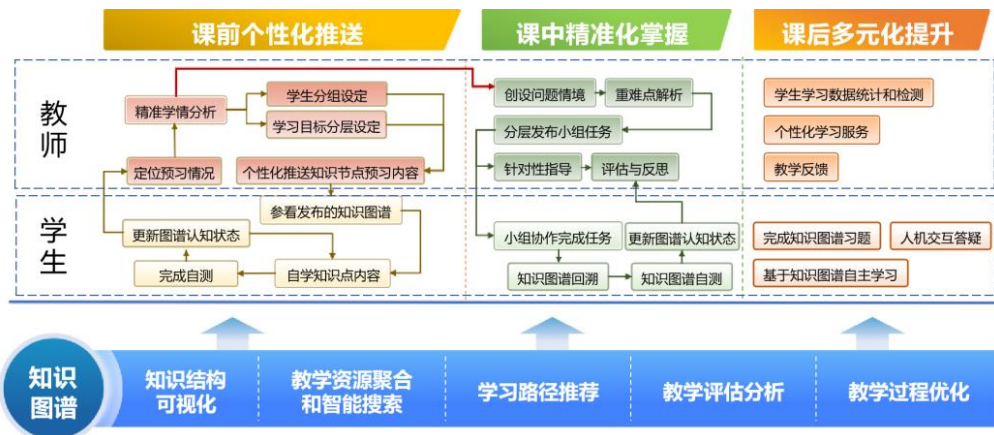 课前个性化推送
课中精准化掌握
课后多元化提升
教师
精准学情分析
学生分组设定
学习目标分层设定
定位预习情况
个性化推送知识节点预习内容
创设问题情境
重难点解析
分层发布小组任务
针对性指导
评估与反思
学生学习数据统计和检测
个性化学习服务
教学反馈
学生
参看发布的知识图谱
更新图谱认知状态
完成自测
自学知识点内容
小组协作完成任务
更新图谱认知状态
知识图谱回溯
知识图谱自测
完成知识图谱习题
人机交互答疑
基于知识图谱自主学习
知识
图谱
知识结构
可视化
教学资源聚合
和智能搜索
学习路径推荐
教学评估分析
教学过程优化